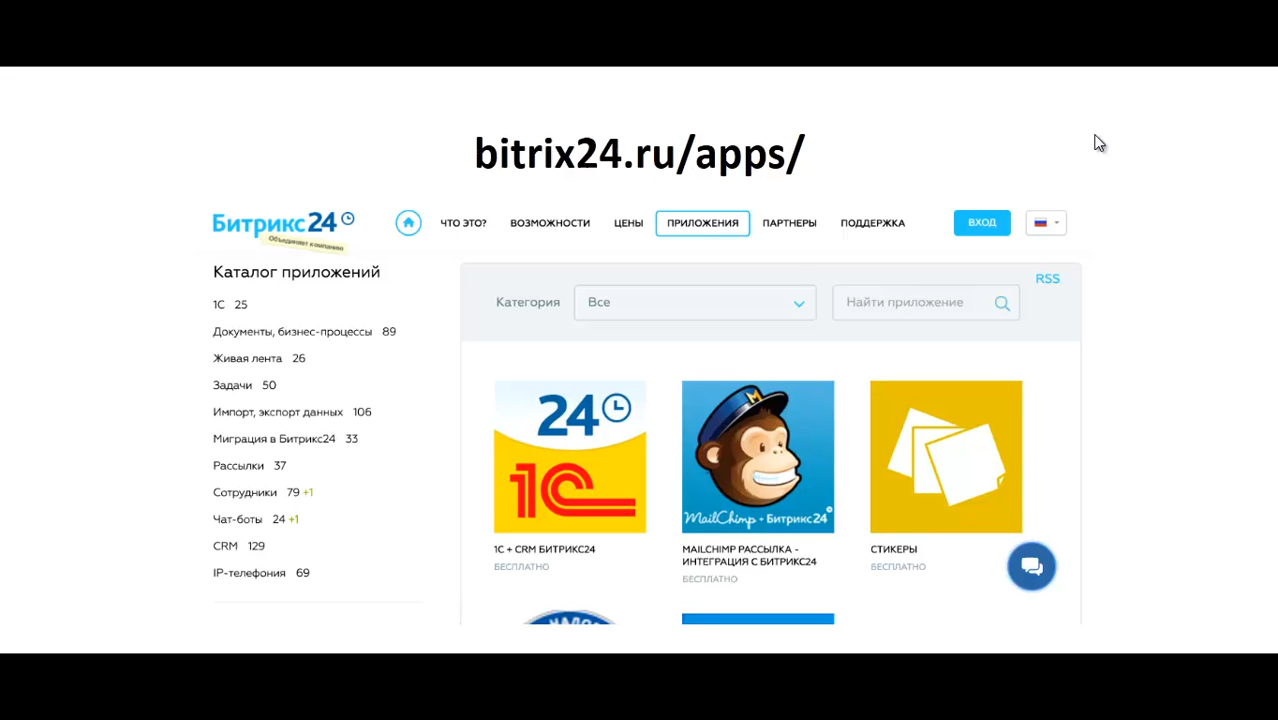 bitrix24.ru/apps/
Битрикс24
Объединяет компанию
ЧТО ЭТО?
ВОЗМОЖНОСТИ
ЦЕНЫ
ПРИЛОЖЕНИЯ
ПАРТНЕРЫ
ПОДДЕРЖКА
ВХОД
Каталог приложений
1С 25
Документы, бизнес-процессы 89
Живая лента 26
Задачи 50
Импорт, экспорт данных 106
Миграция в Битрикс24 33
Рассылки 37
Сотрудники 79 +1
Чат-боты 24 +1
CRM 129
IP-телефония 69
RSS
Категория
Все
Найти приложение
24
1С
1С + CRM БИТРИКС24
БЕСПЛАТНО
M
MailChimp + Битрикс24
MAILCHIMP РАССЫЛКА -
ИНТЕГРАЦИЯ С БИТРИКС24
БЕСПЛАТНО
СТИКЕРЫ
БЕСПЛАТНО